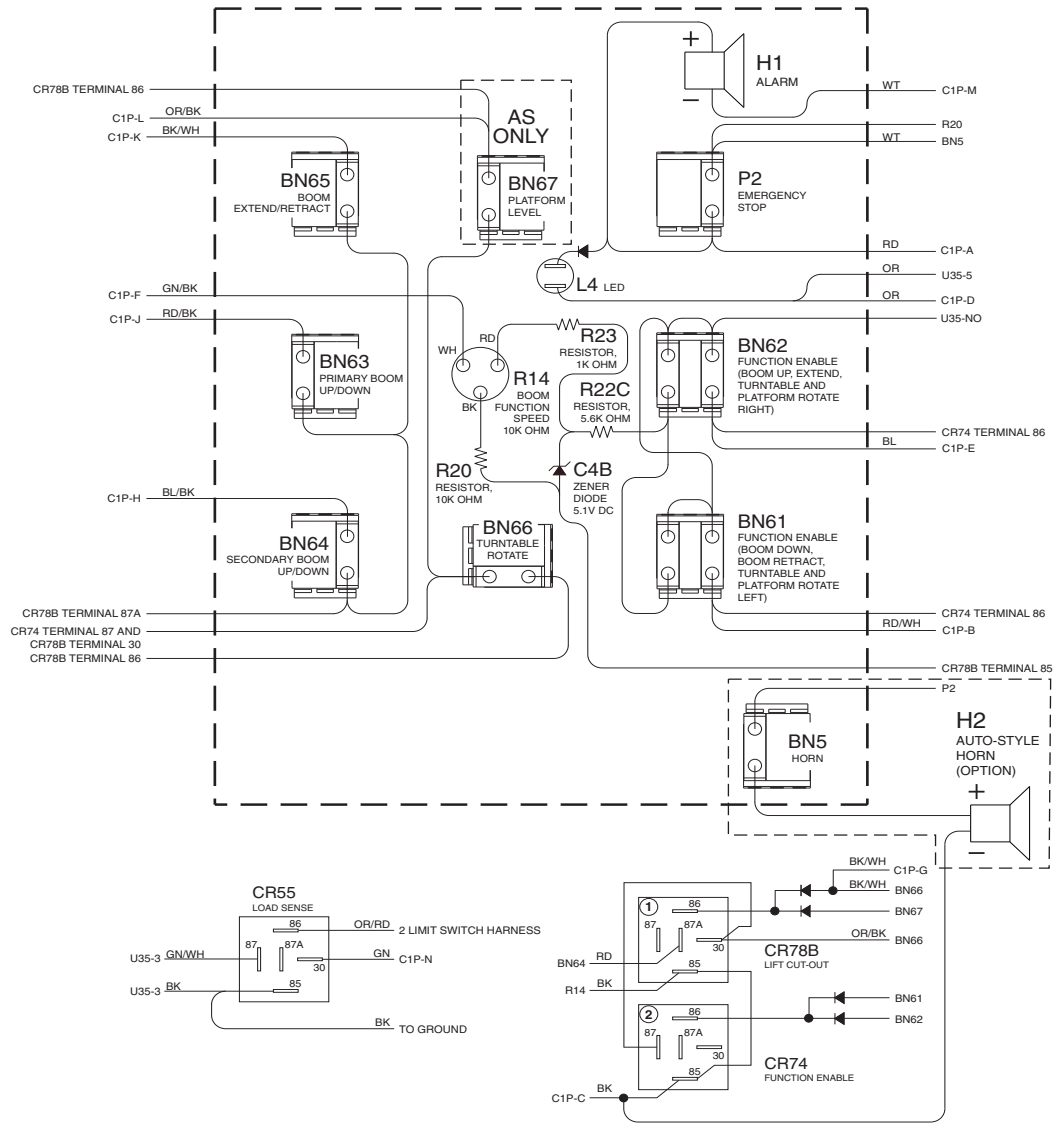 +
H1
ALARM
−
WT
C1P-M
CR78B TERMINAL 86
OR/BK
C1P-L
BK/WH
C1P-K
AS
ONLY
R20
WT
BN5
BN65
BOOM
EXTEND/RETRACT
BN67
PLATFORM
LEVEL
P2
EMERGENCY
STOP
RD
C1P-A
OR
U35-5
L4 LED
OR
C1P-D
GN/BK
C1P-F
RD/BK
C1P-J
U35-NO
BN63
PRIMARY BOOM
UP/DOWN
WH
RD
BK
R14
BOOM
FUNCTION
SPEED
10K OHM
R23
RESISTOR,
1K OHM
R22C
RESISTOR,
5.6K OHM
BN62
FUNCTION ENABLE
(BOOM UP, EXTEND,
TURNTABLE AND
PLATFORM ROTATE
RIGHT)
CR74 TERMINAL 86
BL
C1P-E
R20
RESISTOR,
10K OHM
C4B
ZENER
DIODE
5.1V DC
BL/BK
C1P-H
BN64
SECONDARY BOOM
UP/DOWN
BN66
TURNTABLE
ROTATE
BN61
FUNCTION ENABLE
(BOOM DOWN,
BOOM RETRACT,
TURNTABLE AND
PLATFORM ROTATE
LEFT)
CR78B TERMINAL 87A
CR74 TERMINAL 87 AND
CR78B TERMINAL 30
CR78B TERMINAL 86
CR74 TERMINAL 86
RD/WH
C1P-B
CR78B TERMINAL 85
P2
BN5
HORN
H2
AUTO-STYLE
HORN
(OPTION)
+
−
CR55
LOAD SENSE
86
OR/RD
2 LIMIT SWITCH HARNESS
87
87A
GN/WH
U35-3
30
GN
C1P-N
85
BK
U35-3
BK
TO GROUND
BK/WH
C1P-G
BK/WH
BN66
BN67
1
86
87
87A
30
OR/BK
BN66
CR78B
LIFT CUT-OUT
RD
BN64
85
BK
R14
2
86
87
87A
30
BN61
BN62
CR74
FUNCTION ENABLE
85
BK
C1P-C